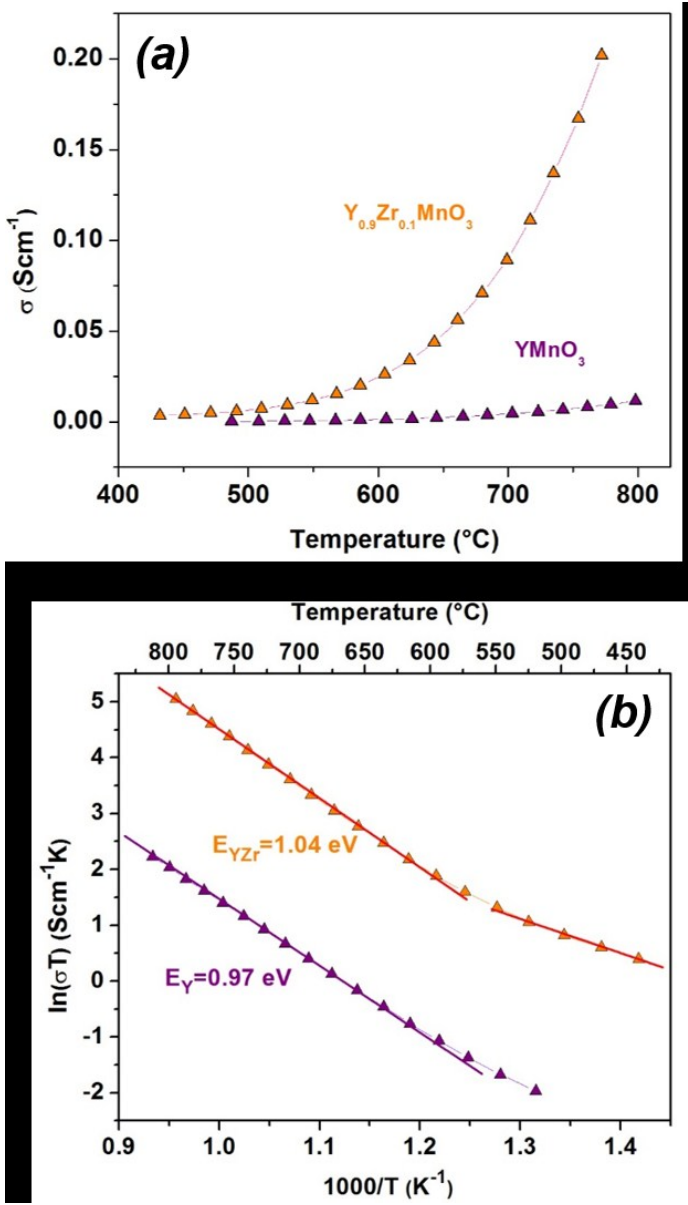 (a)
0.20
0.15
0.10
0.05
0.00
σ (Scm⁻¹)
Y₀.₉Zr₀.₁MnO₃
YMnO₃
400 500 600 700 800
Temperature (°C)
Temperature (°C)
800 750 700 650 600 550 500 450
(b)
5
4
3
2
1
0
-1
-2
ln(σT) (Scm⁻¹K)
E_YZr=1.04 eV
E_Y=0.97 eV
0.9 1.0 1.1 1.2 1.3 1.4
1000/T (K⁻¹)